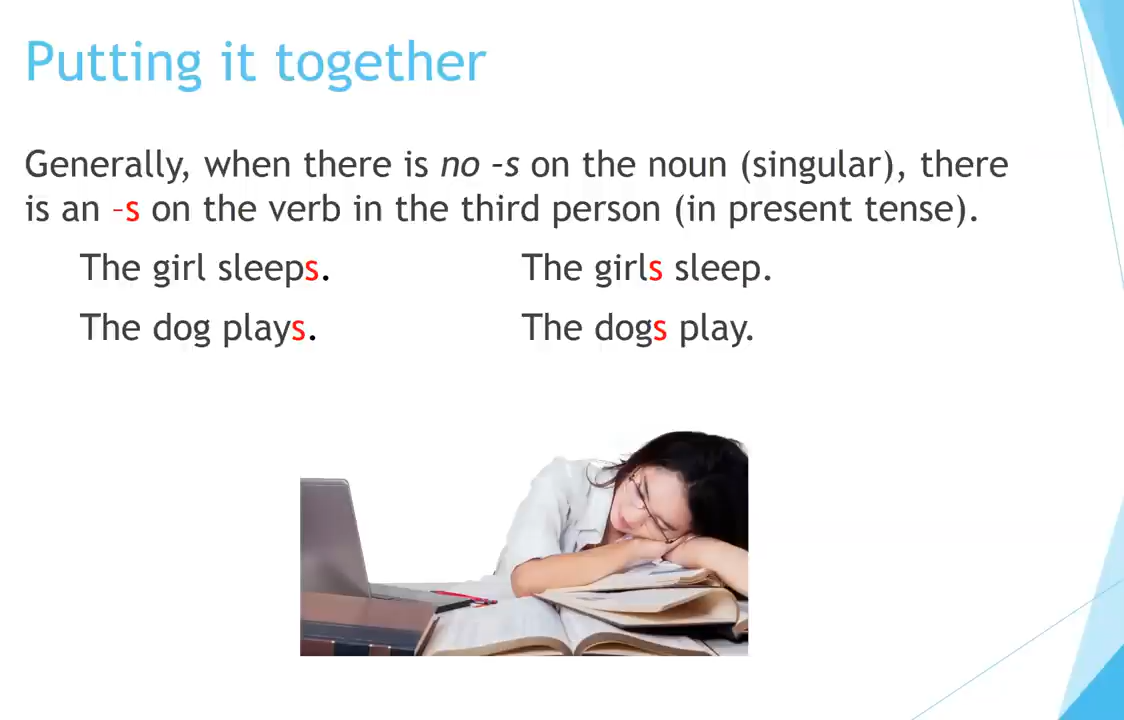 Putting it together
Generally, when there is no –s on the noun (singular), there
is an –s on the verb in the third person (in present tense).
The girl sleeps. The girls sleep.
The dog plays. The dogs play.